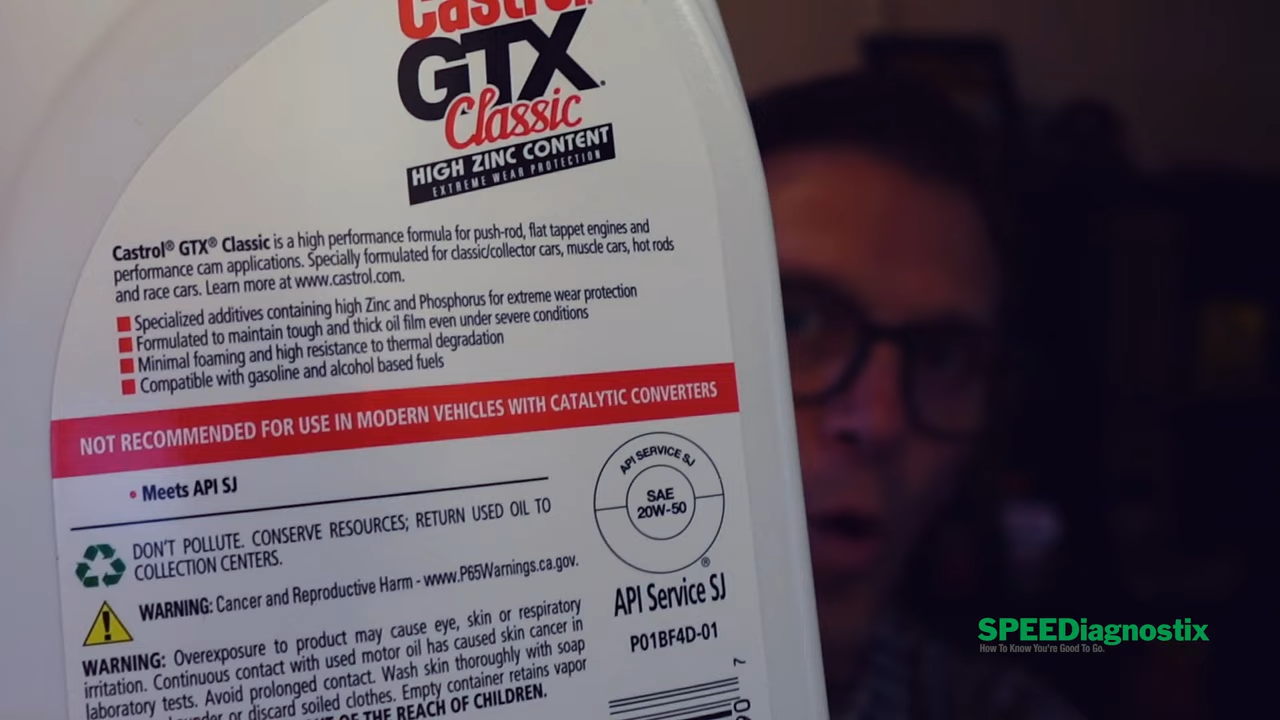 Castrol
GTX®
Classic
HIGH ZINC CONTENT
EXTREME WEAR PROTECTION
Castrol® GTX® Classic is a high performance formula for push-rod, flat tappet engines and
performance cam applications. Specially formulated for classic/collector cars, muscle cars, hot rods
and race cars. Learn more at www.castrol.com.
Specialized additives containing high Zinc and Phosphorus for extreme wear protection
Formulated to maintain tough and thick oil film even under severe conditions
Minimal foaming and high resistance to thermal degradation
Compatible with gasoline and alcohol based fuels
NOT RECOMMENDED FOR USE IN MODERN VEHICLES WITH CATALYTIC CONVERTERS
• Meets API SJ
DON'T POLLUTE. CONSERVE RESOURCES; RETURN USED OIL TO
COLLECTION CENTERS.
WARNING: Cancer and Reproductive Harm - www.P65Warnings.ca.gov.
WARNING: Overexposure to product may cause eye, skin or respiratory
irritation. Continuous contact with used motor oil has caused skin cancer in
laboratory tests. Avoid prolonged contact. Wash skin thoroughly with soap
or discard soiled clothes. Empty container retains vapor
OF THE REACH OF CHILDREN.
API SERVICE SJ
SAE
20W-50
®
API Service SJ
P01BF4D-01
7
SPEEDiagnostix
How To Know You're Good To Go.